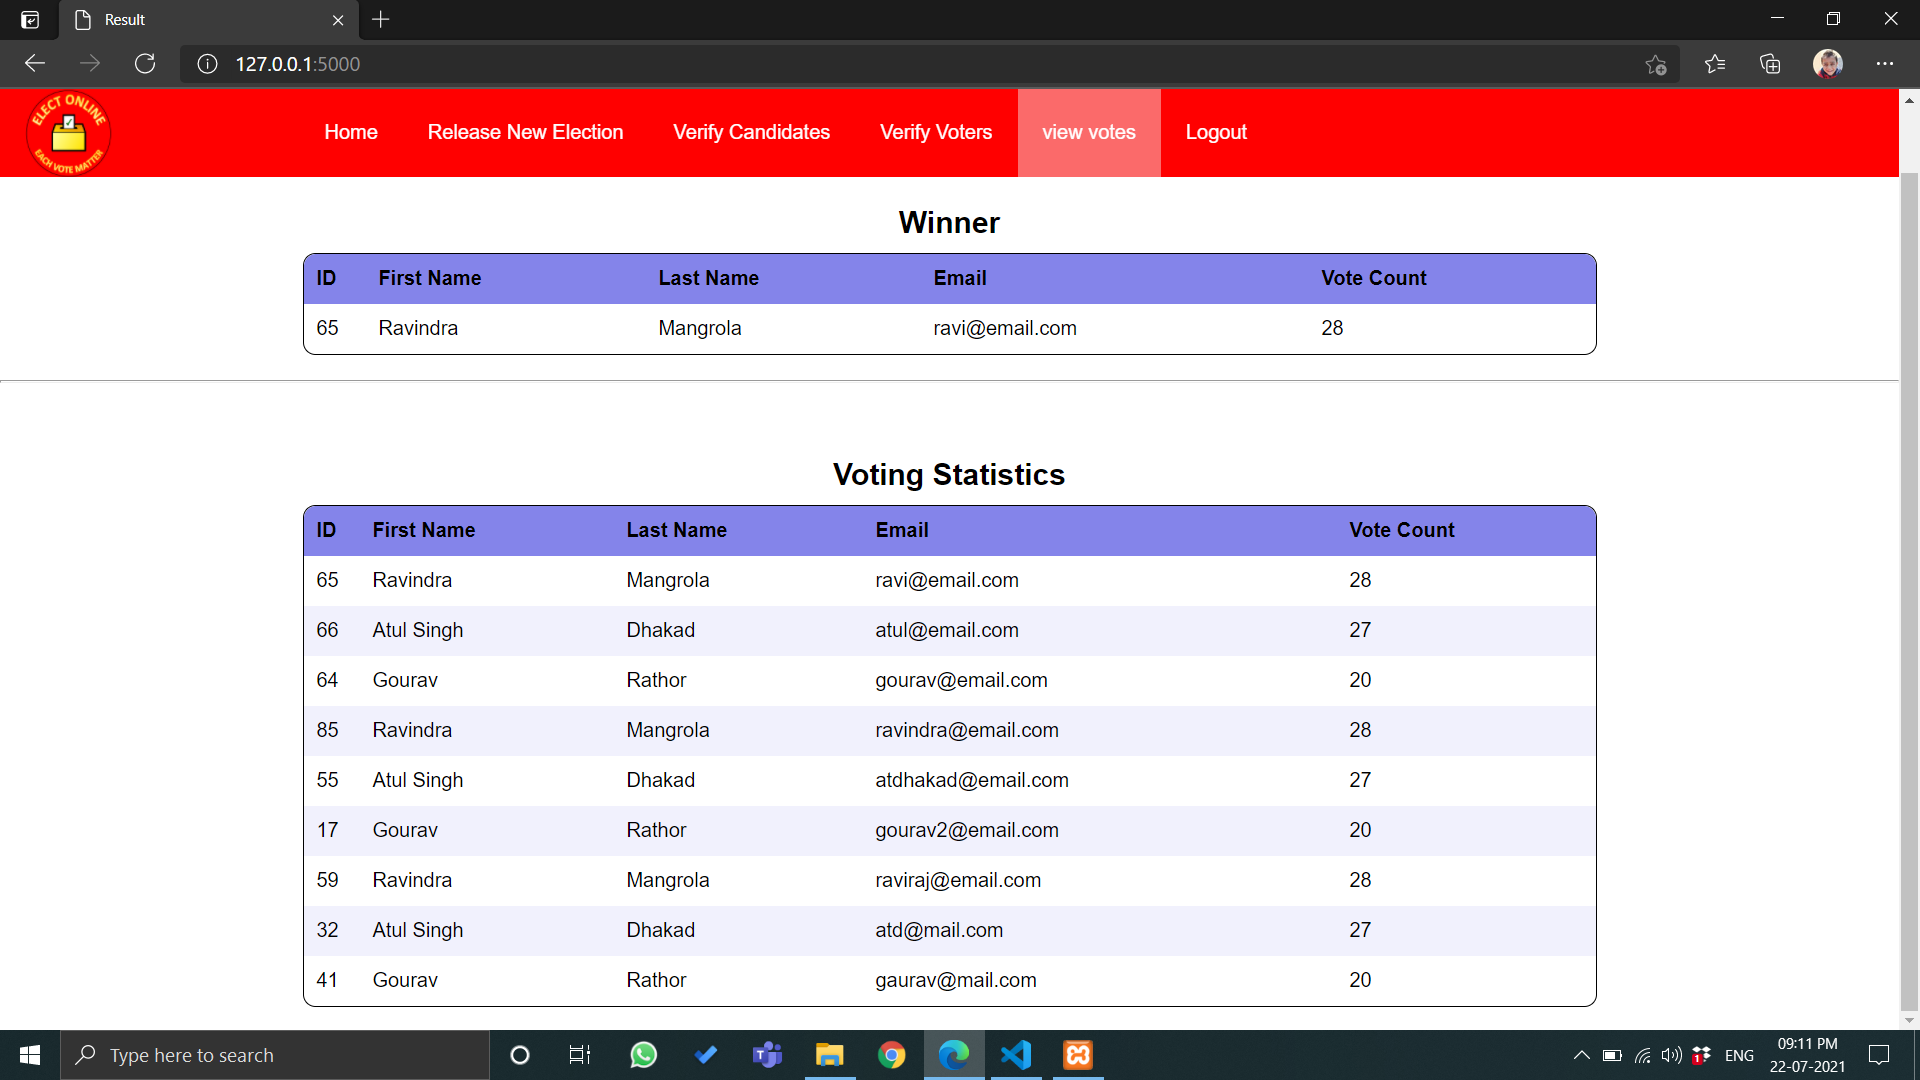 Result
127.0.0.1:5000
ELECT ONLINE
EACH VOTE MATTER
Home Release New Election Verify Candidates Verify Voters view votes Logout
Winner
ID First Name Last Name Email Vote Count
65 Ravindra Mangrola ravi@email.com 28
Voting Statistics
ID First Name Last Name Email Vote Count
65 Ravindra Mangrola ravi@email.com 28
66 Atul Singh Dhakad atul@email.com 27
64 Gourav Rathor gourav@email.com 20
85 Ravindra Mangrola ravindra@email.com 28
55 Atul Singh Dhakad atdhakad@email.com 27
17 Gourav Rathor gourav2@email.com 20
59 Ravindra Mangrola raviraj@email.com 28
32 Atul Singh Dhakad atd@mail.com 27
41 Gourav Rathor gaurav@mail.com 20
Type here to search
T
1
ENG
09:11 PM
22-07-2021